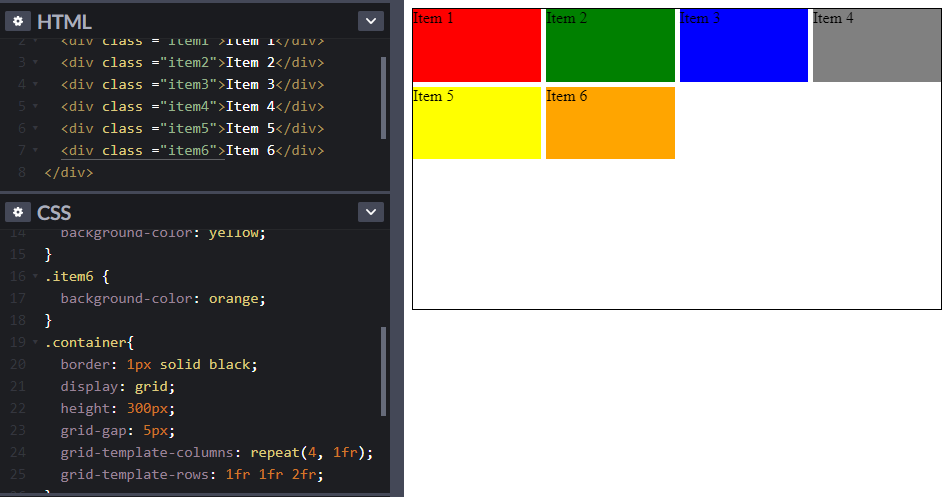 HTML
2 <div class ="item1">Item 1</div>
3 <div class ="item2">Item 2</div>
4 <div class ="item3">Item 3</div>
5 <div class ="item4">Item 4</div>
6 <div class ="item5">Item 5</div>
7 <div class ="item6">Item 6</div>
8 </div>
CSS
14 background-color: yellow;
15 }
16 .item6 {
17 background-color: orange;
18 }
19 .container{
20 border: 1px solid black;
21 display: grid;
22 height: 300px;
23 grid-gap: 5px;
24 grid-template-columns: repeat(4, 1fr);
25 grid-template-rows: 1fr 1fr 2fr;
}
Item 1
Item 2
Item 3
Item 4
Item 5
Item 6